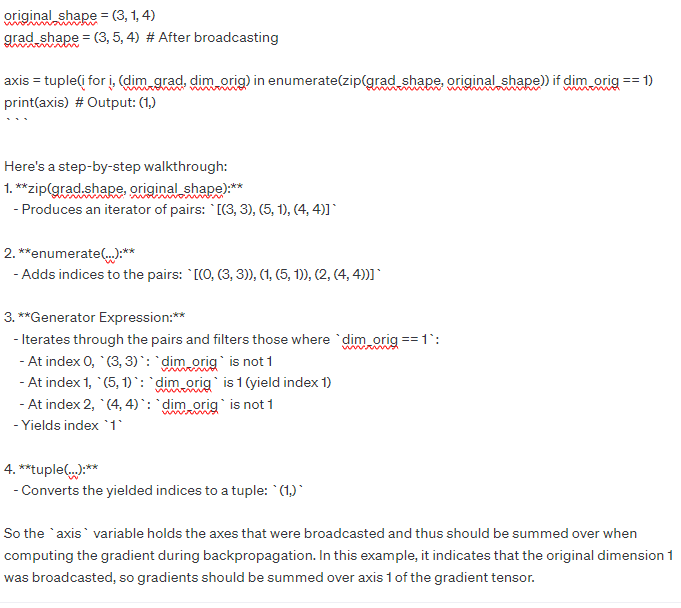 original_shape = (3, 1, 4)
grad_shape = (3, 5, 4)  # After broadcasting
axis = tuple(i for i, (dim_grad, dim_orig) in enumerate(zip(grad_shape, original_shape)) if dim_orig == 1)
print(axis)  # Output: (1,)
```
Here's a step-by-step walkthrough:
1. **zip(grad.shape, original_shape):**
- Produces an iterator of pairs: `[(3, 3), (5, 1), (4, 4)]`
2. **enumerate(...):**
- Adds indices to the pairs: `[(0, (3, 3)), (1, (5, 1)), (2, (4, 4))]`
3. **Generator Expression:**
- Iterates through the pairs and filters those where `dim_orig == 1`:
- At index 0, `(3, 3)`: `dim_orig` is not 1
- At index 1, `(5, 1)`: `dim_orig` is 1 (yield index 1)
- At index 2, `(4, 4)`: `dim_orig` is not 1
- Yields index `1`
4. **tuple(...):**
- Converts the yielded indices to a tuple: `(1,)`
So the `axis` variable holds the axes that were broadcasted and thus should be summed over when
computing the gradient during backpropagation. In this example, it indicates that the original dimension 1
was broadcasted, so gradients should be summed over axis 1 of the gradient tensor.